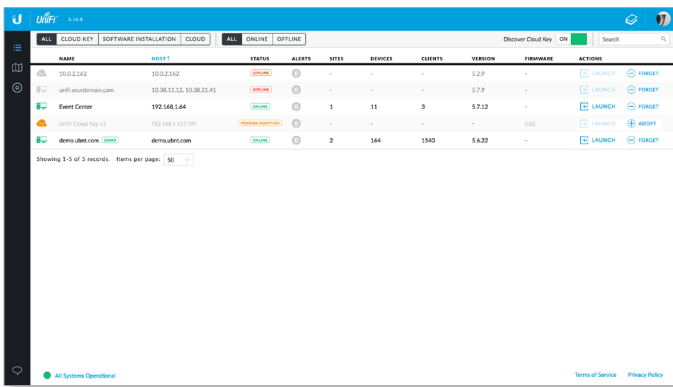 UniFi 5.16.8
ALL CLOUD KEY SOFTWARE INSTALLATION CLOUD ALL ONLINE OFFLINE Discover Cloud Key ON Search
NAME HOST↑ STATUS ALERTS SITES DEVICES CLIENTS VERSION FIRMWARE ACTIONS
10.0.2.162 10.0.2.162 OFFLINE 0 - - - 5.2.9 - LAUNCH FORGET
unifi.yourdomain.com 10.38.11.12, 10.38.31.41 OFFLINE 0 - - - 5.7.9 - LAUNCH FORGET
Event Center 192.168.1.64 ONLINE 0 1 11 3 5.7.12 - LAUNCH FORGET
UniFi Cloud Key v3 PENDING ADOPTION 0 - - - - LAUNCH ADOPT
demo.ubnt.com DEMO demo.ubnt.com ONLINE 0 2 164 1540 5.6.22 - LAUNCH FORGET
Showing 1-5 of 5 records. Items per page: 50
All Systems Operational Terms of Service Privacy Policy